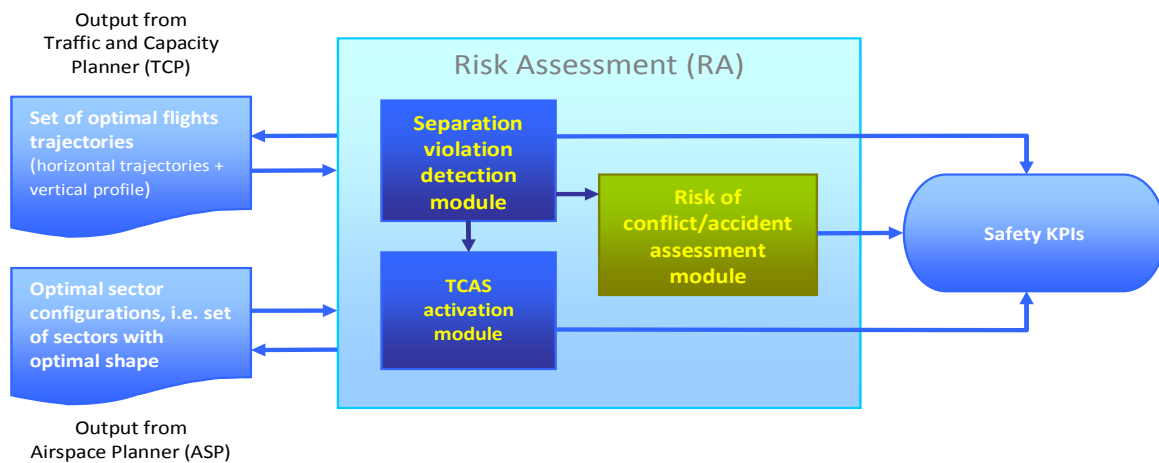 Output from
Traffic and Capacity
Planner (TCP)
Set of optimal flights
trajectories
(horizontal trajectories +
vertical profile)
Optimal sector
configurations, i.e. set
of sectors with
optimal shape
Output from
Airspace Planner (ASP)
Risk Assessment (RA)
Separation
violation
detection
module
Risk of
conflict/accident
assessment
module
TCAS
activation
module
Safety KPIs